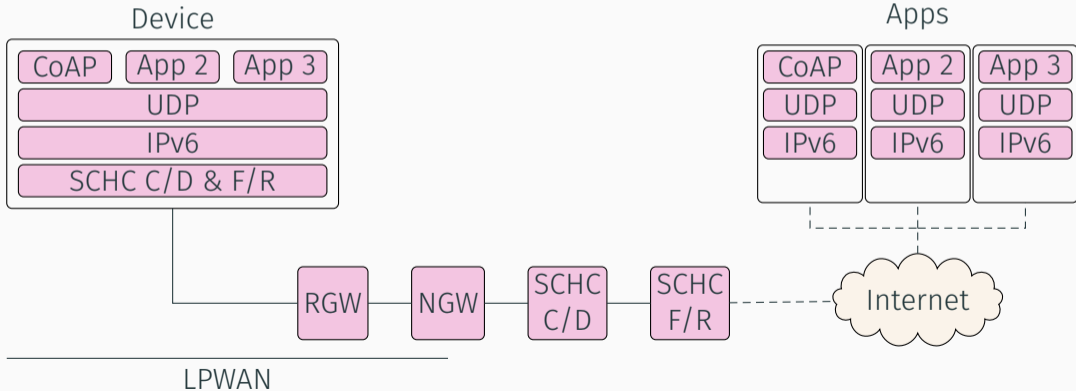 Device
CoAP App 2 App 3
UDP
IPv6
SCHC C/D & F/R
Apps
CoAP App 2 App 3
UDP UDP UDP
IPv6 IPv6 IPv6
RGW
NGW
SCHC
C/D
SCHC
F/R
Internet
LPWAN